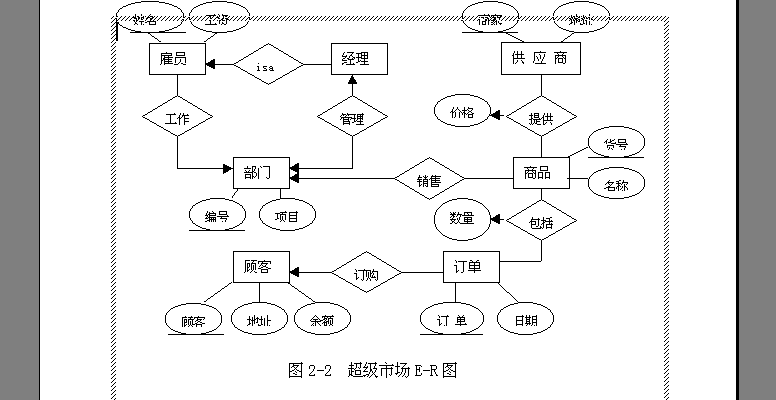 姓名 工资 商家 地址
雇员 isa 经理 供 应 商
工作 管理 价格 提供
部门 销售 商品 货号
名称
编号 项目 数量 包括
顾客 订购 订单
顾客 地址 余额 订 单 日期
图 2-2 超级市场 E-R 图